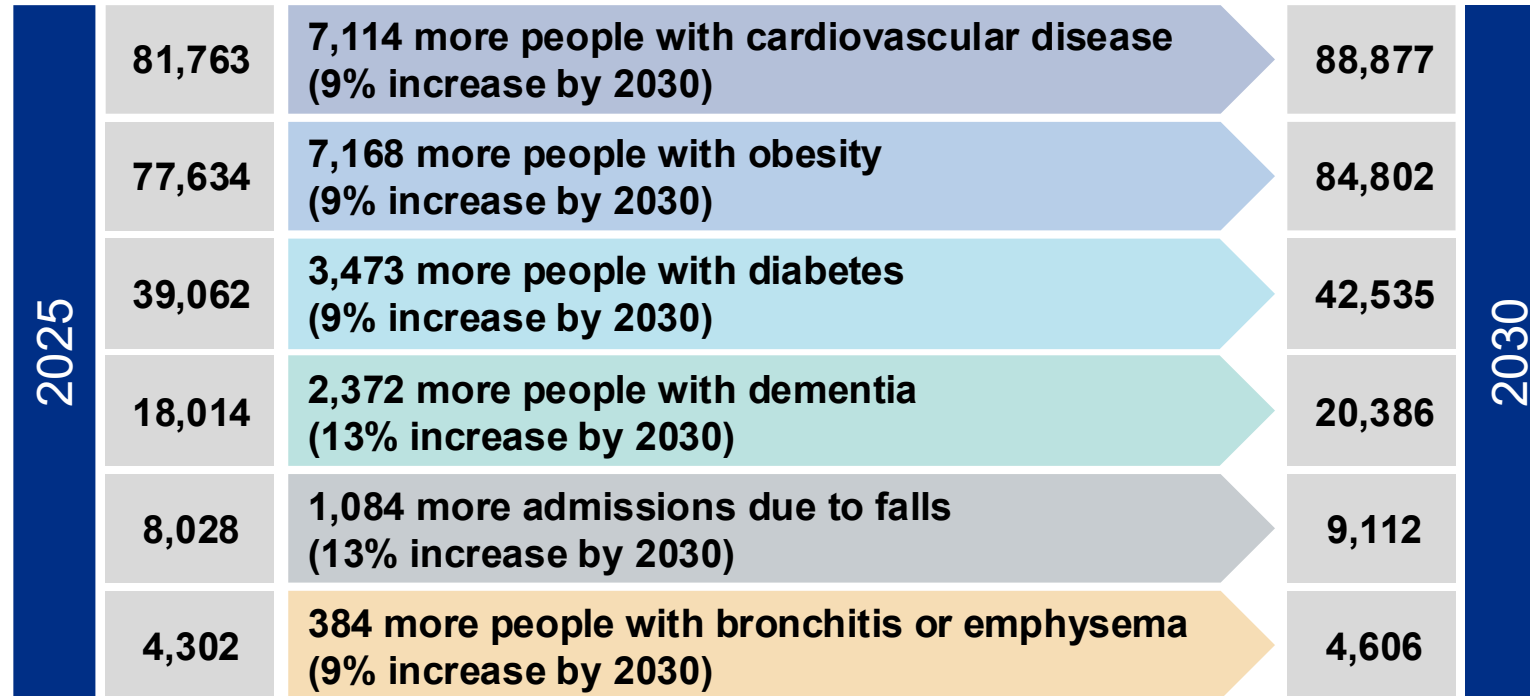 2025
81,763
7,114 more people with cardiovascular disease
(9% increase by 2030)
88,877
77,634
7,168 more people with obesity
(9% increase by 2030)
84,802
39,062
3,473 more people with diabetes
(9% increase by 2030)
42,535
18,014
2,372 more people with dementia
(13% increase by 2030)
20,386
8,028
1,084 more admissions due to falls
(13% increase by 2030)
9,112
4,302
384 more people with bronchitis or emphysema
(9% increase by 2030)
4,606
2030